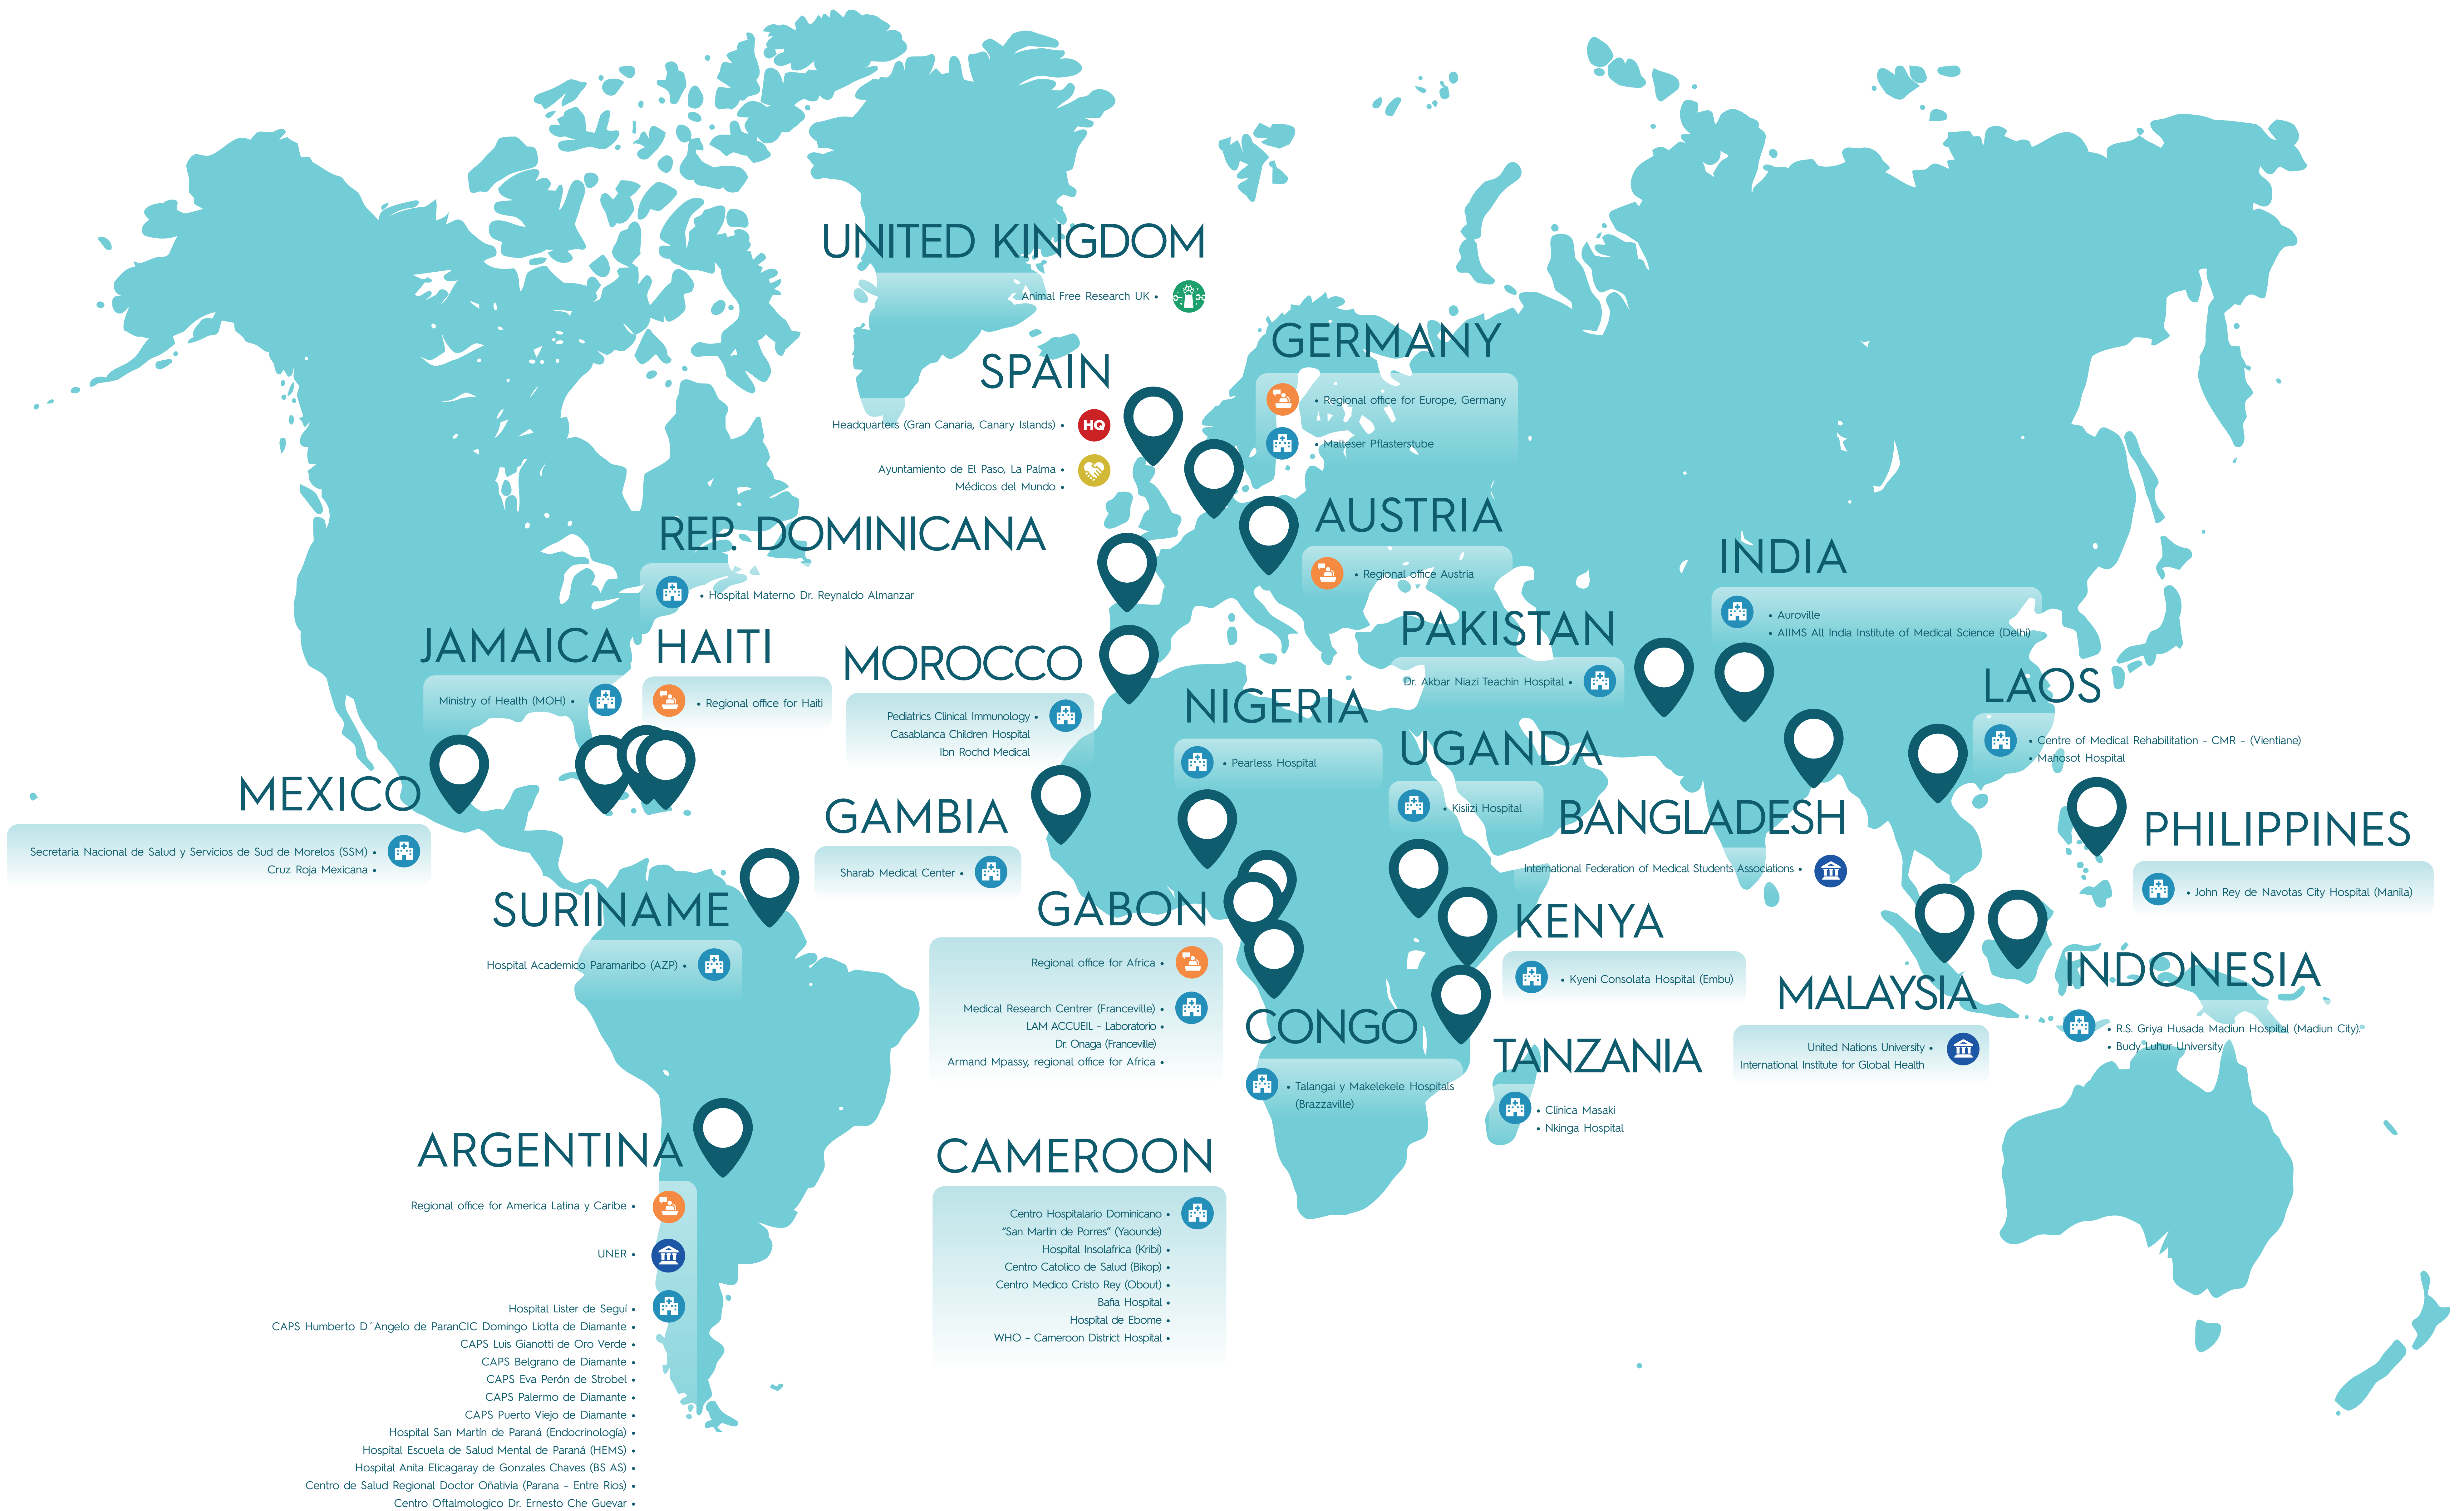 UNITED KINGDOM
Animal Free Research UK •
SPAIN
Headquarters (Gran Canaria, Canary Islands) •
HQ
Ayuntamiento de El Paso, La Palma •
Médicos del Mundo •
GERMANY
• Regional office for Europe, Germany
• Malteser Pflasterstube
AUSTRIA
• Regional office Austria
REP. DOMINICANA
• Hospital Materno Dr. Reynaldo Almanzar
JAMAICA
Ministry of Health (MOH) •
HAITI
• Regional office for Haiti
MOROCCO
Pediatrics Clinical Immunology •
Casablanca Children Hospital
Ibn Rochd Medical
NIGERIA
• Pearless Hospital
PAKISTAN
Dr. Akbar Niazi Teachin Hospital •
INDIA
• Auroville
• AIIMS All India Institute of Medical Science (Delhi)
LAOS
• Centre of Medical Rehabilitation - CMR – (Vientiane)
• Mahosot Hospital
UGANDA
• Kisiizi Hospital
MEXICO
Secretaria Nacional de Salud y Servicios de Sud de Morelos (SSM) •
Cruz Roja Mexicana •
GAMBIA
Sharab Medical Center •
BANGLADESH
International Federation of Medical Students Associations •
PHILIPPINES
• John Rey de Navotas City Hospital (Manila)
SURINAME
Hospital Academico Paramaribo (AZP) •
GABON
Regional office for Africa •
Medical Research Centrer (Franceville) •
LAM ACCUEIL – Laboratorio •
Dr. Onaga (Franceville)
Armand Mpassy, regional office for Africa •
KENYA
• Kyeni Consolata Hospital (Embu)
MALAYSIA
United Nations University •
International Institute for Global Health
INDONESIA
• R.S. Griya Husada Madiun Hospital (Madiun City).
• Budy Luhur University
CONGO
• Talangai y Makelekele Hospitals
(Brazzaville)
TANZANIA
• Clinica Masaki
• Nkinga Hospital
ARGENTINA
Regional office for America Latina y Caribe •
UNER •
Hospital Lister de Seguí •
CAPS Humberto D´Angelo de ParanCIC Domingo Liotta de Diamante •
CAPS Luis Gianotti de Oro Verde •
CAPS Belgrano de Diamante •
CAPS Eva Perón de Strobel •
CAPS Palermo de Diamante •
CAPS Puerto Viejo de Diamante •
Hospital San Martín de Paraná (Endocrinología) •
Hospital Escuela de Salud Mental de Paraná (HEMS) •
Hospital Anita Elicagaray de Gonzales Chaves (BS AS) •
Centro de Salud Regional Doctor Oñativia (Parana – Entre Rios) •
Centro Oftalmologico Dr. Ernesto Che Guevar •
CAMEROON
Centro Hospitalario Dominicano •
“San Martin de Porres” (Yaounde)
Hospital Insolafrica (Kribi) •
Centro Catolico de Salud (Bikop) •
Centro Medico Cristo Rey (Obout) •
Bafia Hospital •
Hospital de Ebome •
WHO – Cameroon District Hospital •